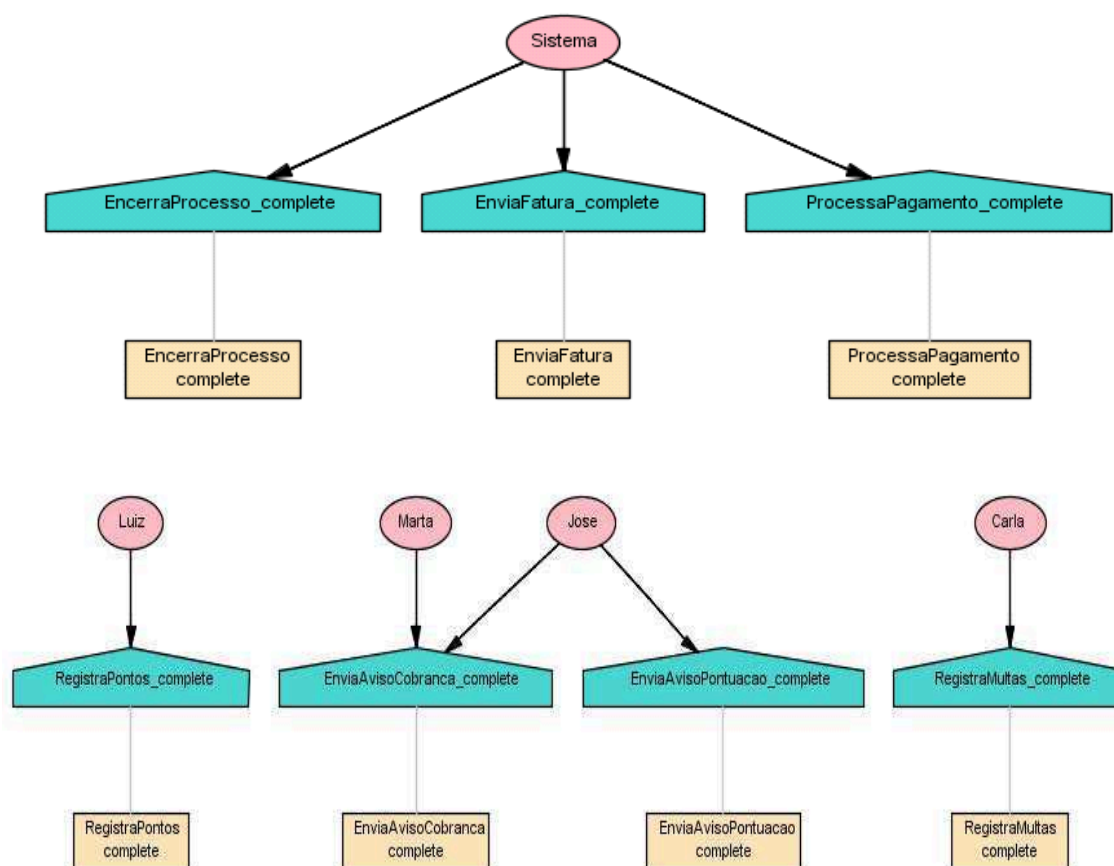 Sistema
EncerraProcesso_complete
EnviaFatura_complete
ProcessaPagamento_complete
EncerraProcesso
complete
EnviaFatura
complete
ProcessaPagamento
complete
Luiz
Marta
Jose
Carla
RegistraPontos_complete
EnviaAvisoCobranca_complete
EnviaAvisoPontuacao_complete
RegistraMultas_complete
RegistraPontos
complete
EnviaAvisoCobranca
complete
EnviaAvisoPontuacao
complete
RegistraMultas
complete